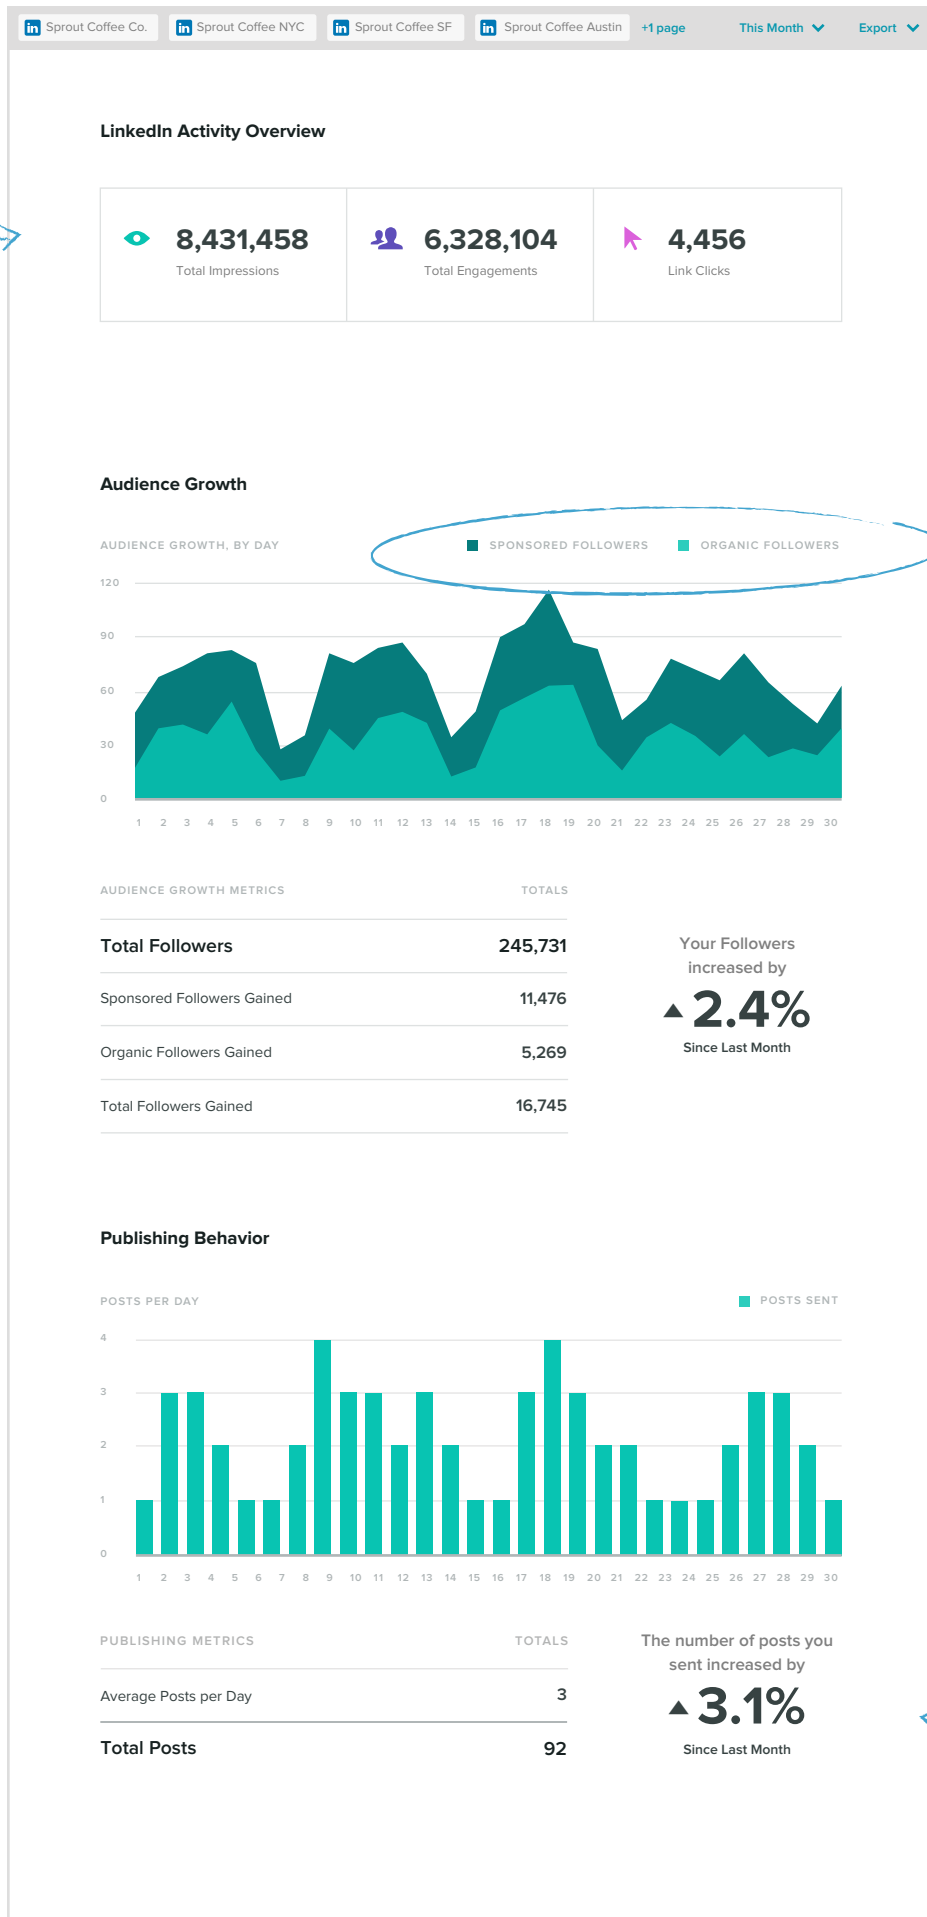 in Sprout Coffee Co. in Sprout Coffee NYC in Sprout Coffee SF in Sprout Coffee Austin +1 page This Month Export
LinkedIn Activity Overview
8,431,458 6,328,104 4,456
Total Impressions Total Engagements Link Clicks
Audience Growth
AUDIENCE GROWTH, BY DAY SPONSORED FOLLOWERS ORGANIC FOLLOWERS
120
90
60
30
0
1 2 3 4 5 6 7 8 9 10 11 12 13 14 15 16 17 18 19 20 21 22 23 24 25 26 27 28 29 30
AUDIENCE GROWTH METRICS TOTALS
Total Followers 245,731
Sponsored Followers Gained 11,476
Organic Followers Gained 5,269
Total Followers Gained 16,745
Your Followers
increased by
2.4%
Since Last Month
Publishing Behavior
POSTS PER DAY POSTS SENT
4
3
2
1
0
1 2 3 4 5 6 7 8 9 10 11 12 13 14 15 16 17 18 19 20 21 22 23 24 25 26 27 28 29 30
PUBLISHING METRICS TOTALS
Average Posts per Day 3
Total Posts 92
The number of posts you
sent increased by
3.1%
Since Last Month